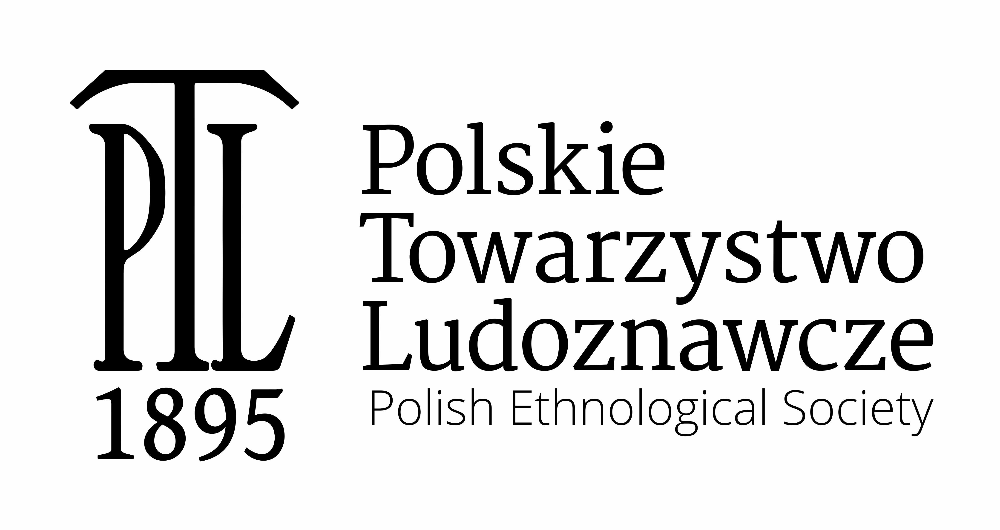 PTL
1895
Polskie
Towarzystwo
Ludoznawcze
Polish Ethnological Society